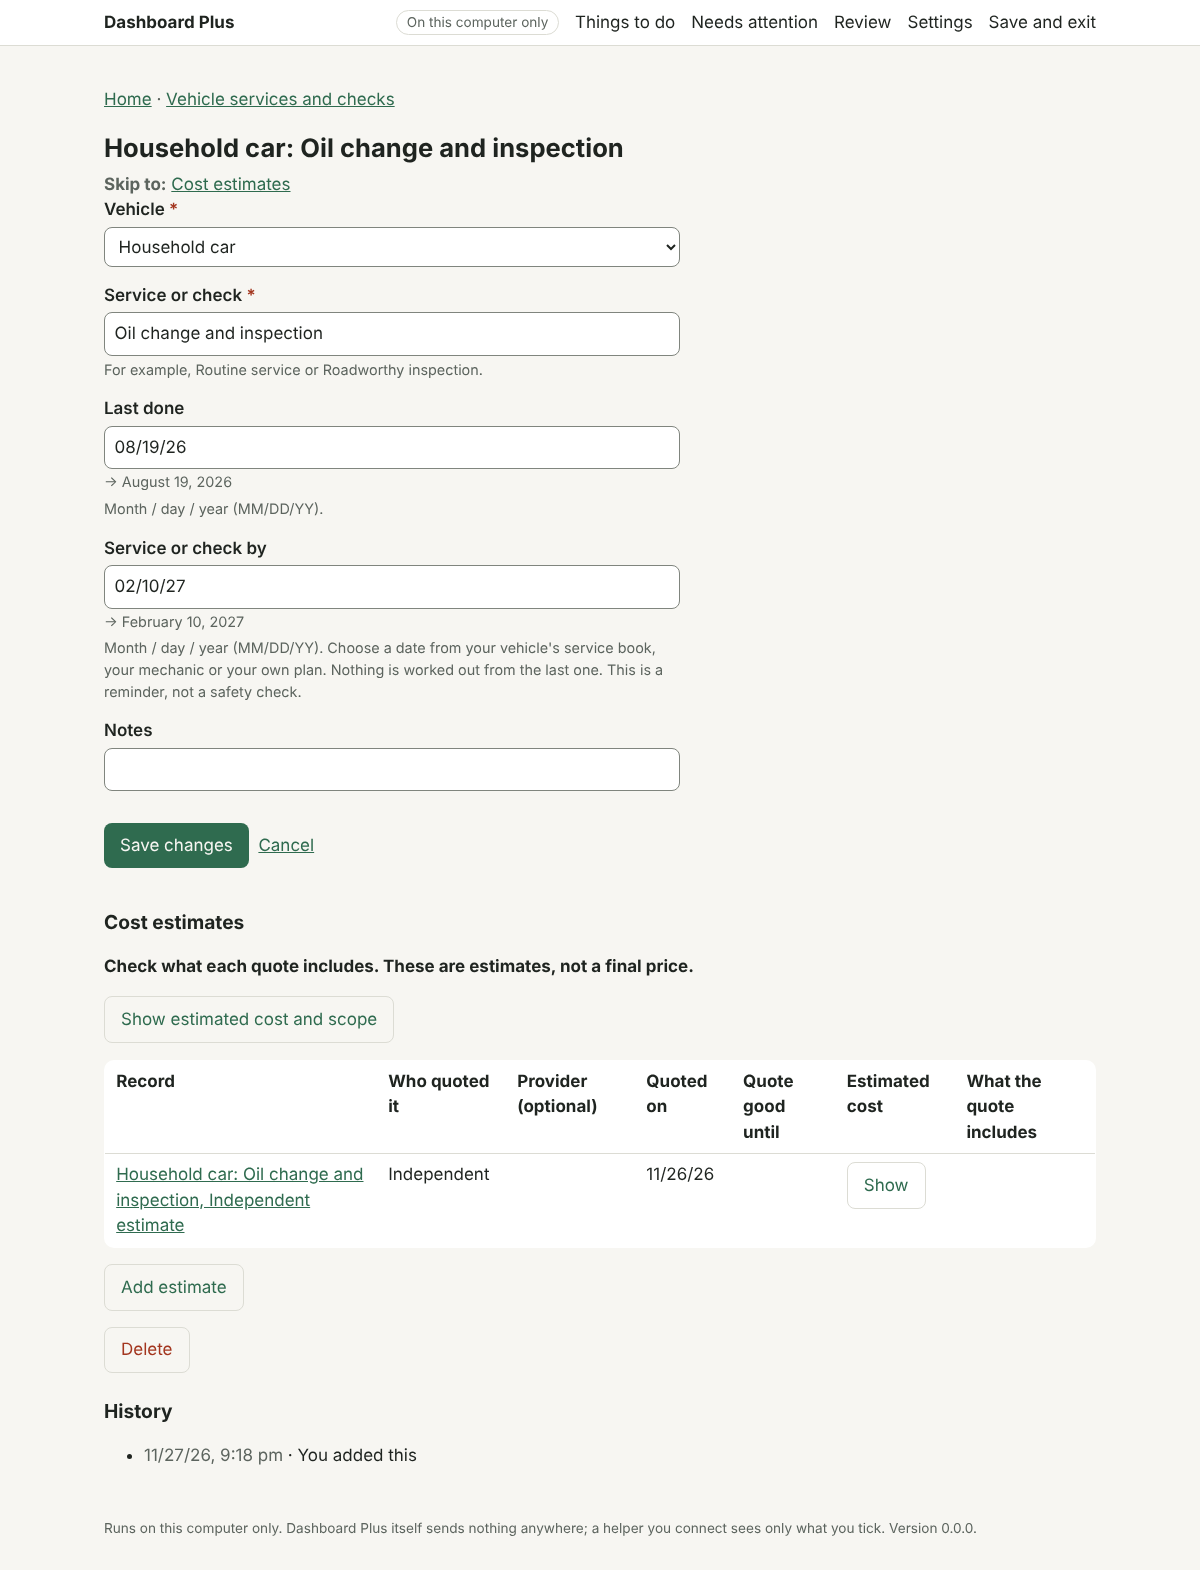 Dashboard Plus
On this computer only
Things to do
Needs attention
Review
Settings
Save and exit
Home · Vehicle services and checks
Household car: Oil change and inspection
Skip to: Cost estimates
Vehicle *
Household car
Service or check *
Oil change and inspection
For example, Routine service or Roadworthy inspection.
Last done
08/19/26
→ August 19, 2026
Month / day / year (MM/DD/YY).
Service or check by
02/10/27
→ February 10, 2027
Month / day / year (MM/DD/YY). Choose a date from your vehicle's service book,
your mechanic or your own plan. Nothing is worked out from the last one. This is a
reminder, not a safety check.
Notes
Save changes
Cancel
Cost estimates
Check what each quote includes. These are estimates, not a final price.
Show estimated cost and scope
Record
Who quoted
it
Provider
(optional)
Quoted
on
Quote
good
until
Estimated
cost
What the
quote
includes
Household car: Oil change and
inspection, Independent
estimate
Independent
11/26/26
Show
Add estimate
Delete
History
• 11/27/26, 9:18 pm · You added this
Runs on this computer only. Dashboard Plus itself sends nothing anywhere; a helper you connect sees only what you tick. Version 0.0.0.